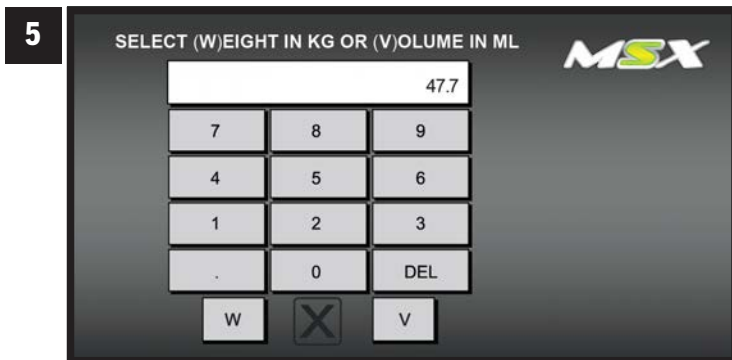 5
SELECT (W)EIGHT IN KG OR (V)OLUME IN ML
MSX
47.7
7 8 9
4 5 6
1 2 3
. 0 DEL
W X V